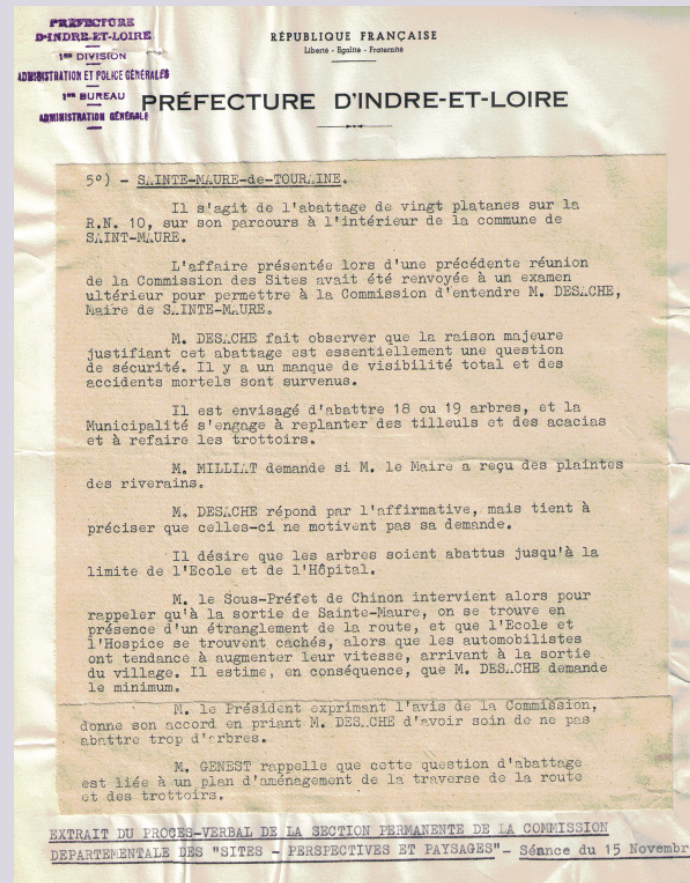 PRÉFECTURE
D'INDRE-ET-LOIRE
1re DIVISION
ADMINISTRATION ET POLICE GÉNÉRALES
1er BUREAU
ADMINISTRATION GÉNÉRALE
RÉPUBLIQUE FRANÇAISE
Liberté - Egalité - Fraternité
PRÉFECTURE D'INDRE-ET-LOIRE
5°) - SAINTE-MAURE-de-TOURAINE.
Il s'agit de l'abattage de vingt platanes sur la
R.N. 10, sur son parcours à l'intérieur de la commune de
SAINT-MAURE.
L'affaire présentée lors d'une précédente réunion
de la Commission des Sites avait été renvoyée à un examen
ultérieur pour permettre à la Commission d'entendre M. DESACHE,
Maire de SAINTE-MAURE.
M. DESACHE fait observer que la raison majeure
justifiant cet abattage est essentiellement une question
de sécurité. Il y a un manque de visibilité total et des
accidents mortels sont survenus.
Il est envisagé d'abattre 18 ou 19 arbres, et la
Municipalité s'engage à replanter des tilleuls et des acacias
et à refaire les trottoirs.
M. MILLIAT demande si M. le Maire a reçu des plaintes
des riverains.
M. DESACHE répond par l'affirmative, mais tient à
préciser que celles-ci ne motivent pas sa demande.
Il désire que les arbres soient abattus jusqu'à la
limite de l'Ecole et de l'Hôpital.
M. le Sous-Préfet de Chinon intervient alors pour
rappeler qu'à la sortie de Sainte-Maure, on se trouve en
présence d'un étranglement de la route, et que l'Ecole et
l'Hospice se trouvent cachés, alors que les automobilistes
ont tendance à augmenter leur vitesse, arrivant à la sortie
du village. Il estime, en conséquence, que M. DESACHE demande
le minimum.
M. le Président exprimant l'avis de la Commission,
donne son accord en priant M. DESACHE d'avoir soin de ne pas
abattre trop d'arbres.
M. GENEST rappelle que cette question d'abattage
est liée à un plan d'aménagement de la traverse de la route
et des trottoirs.
EXTRAIT DU PROCES-VERBAL DE LA SECTION PERMANENTE DE LA COMMISSION
DEPARTEMENTALE DES "SITES - PERSPECTIVES ET PAYSAGES"- Séance du 15 Novembr